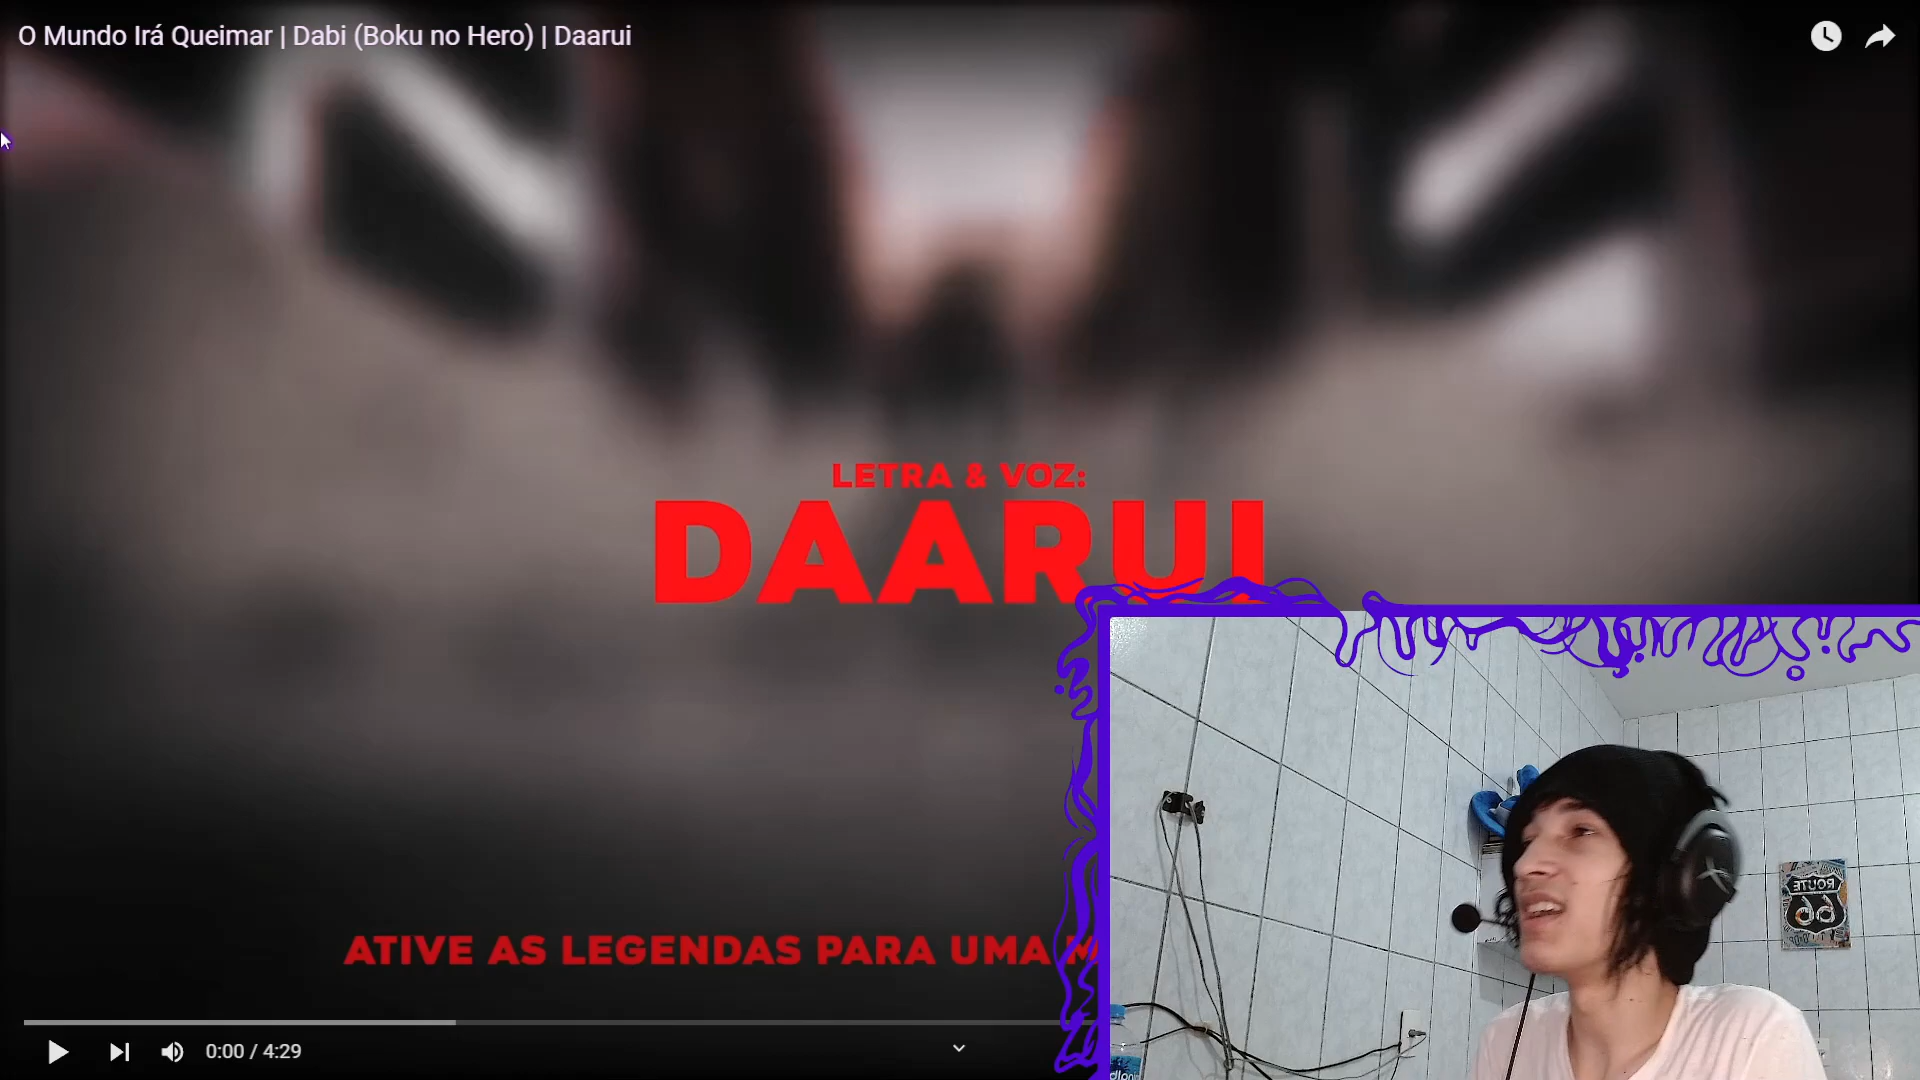 O Mundo Irá Queimar | Dabi (Boku no Hero) | Daarui
LETRA & VOZ:
DAARUI
ATIVE AS LEGENDAS PARA UMA M
ROUTE
66
0:00 / 4:29